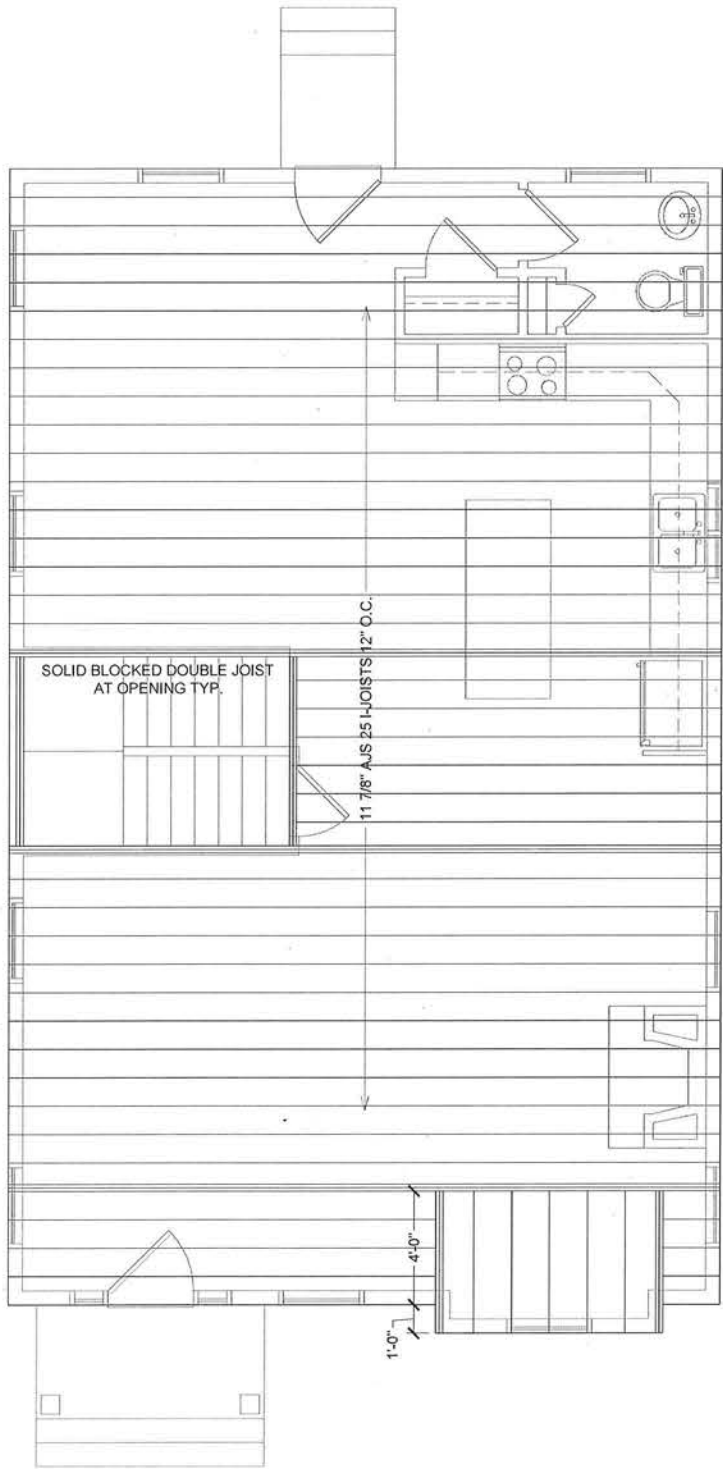 SOLID BLOCKED DOUBLE JOIST
AT OPENING TYP.
11 7/8" AJS 25 I-JOISTS 12" O.C.
4'-0"
1'-0"